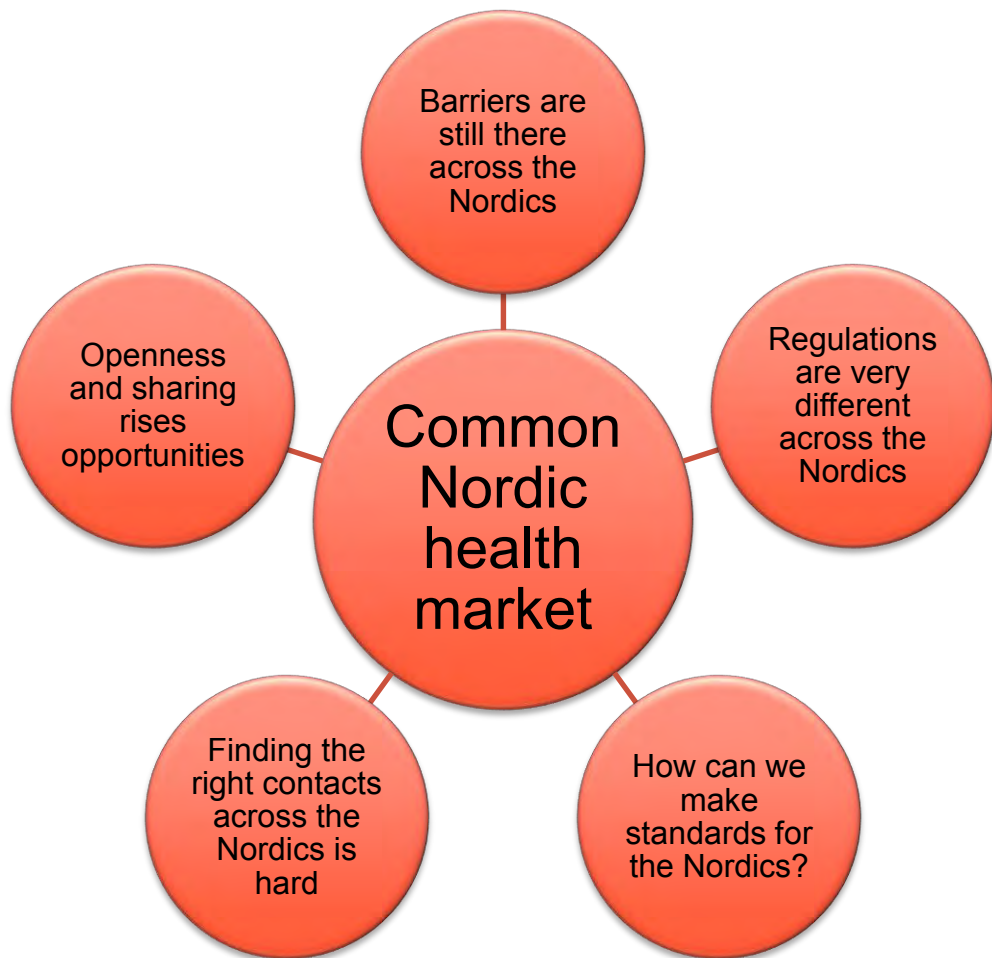 Barriers are
still there
across the
Nordics
Regulations
are very
different
across the
Nordics
How can we
make
standards for
the Nordics?
Finding the
right contacts
across the
Nordics is
hard
Openness
and sharing
rises
opportunities
Common
Nordic
health
market